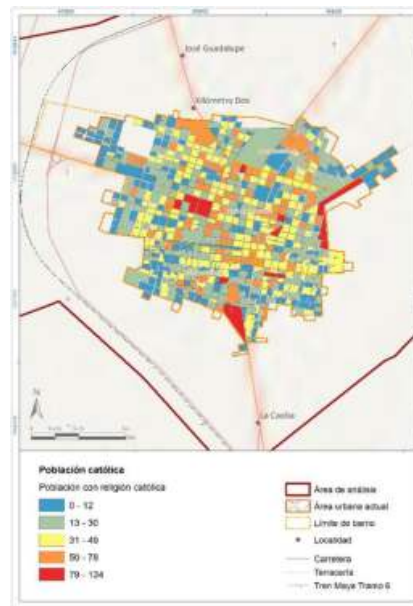 José Guadalupe
Kilómetro Dos
La Ceiba
N
Población católica
Población con religión católica
0 - 12
13 - 30
31 - 49
50 - 78
79 - 124
Área de análisis
Área urbana actual
Límite de barrio
Localidad
Carretera
Terracería
Tren Maya Tramo 6